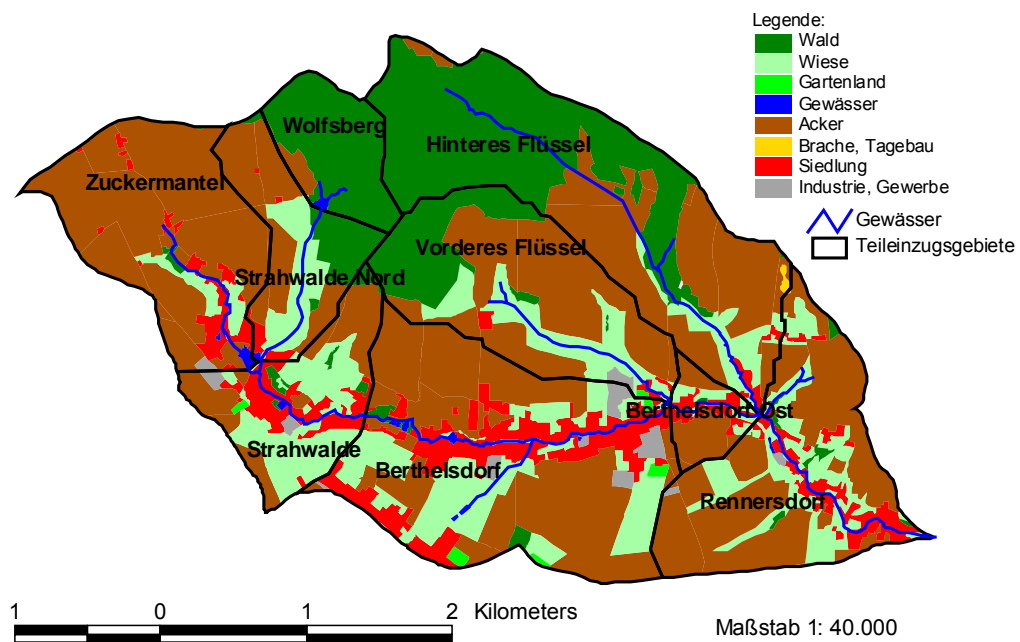 Legende:
Wald
Wiese
Gartenland
Gewässer
Acker
Brache, Tagebau
Siedlung
Industrie, Gewerbe
Gewässer
Teileinzugsgebiete
Wolfsberg
Hinteres Flüssel
Zuckermantel
Vorderes Flüssel
Strahwalde Nord
Berthelsdorf Ost
Strahwalde
Berthelsdorf
Rennersdorf
1 0 1 2 Kilometers
Maßstab 1: 40.000